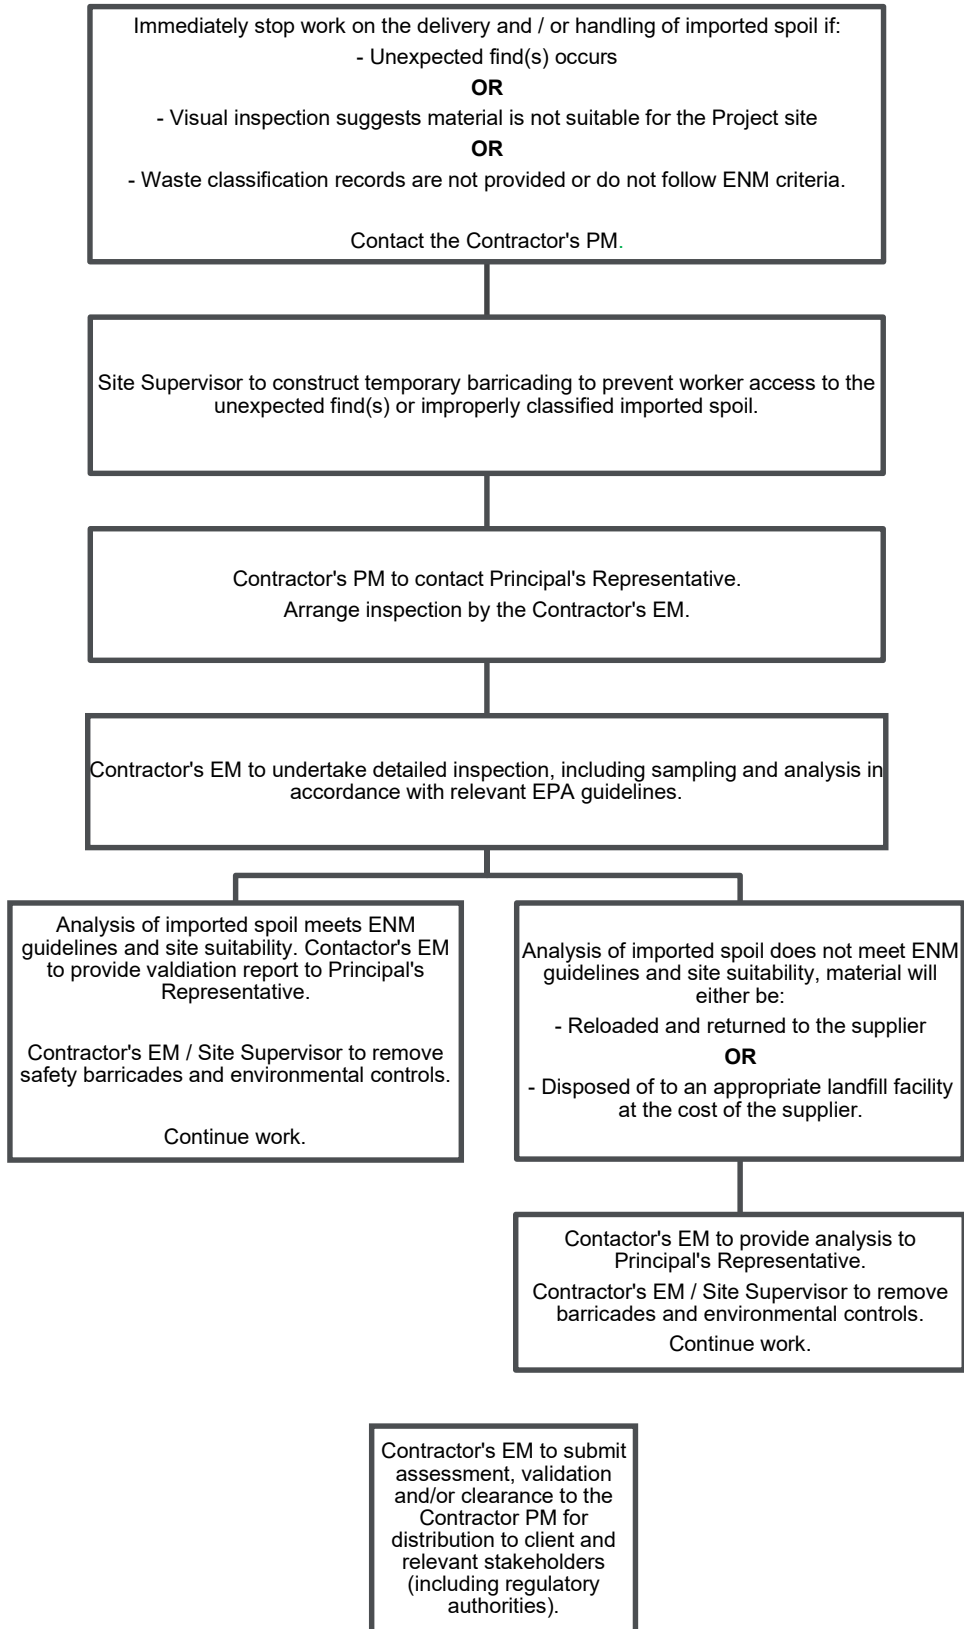 Immediately stop work on the delivery and / or handling of imported spoil if:
- Unexpected find(s) occurs
OR
- Visual inspection suggests material is not suitable for the Project site
OR
- Waste classification records are not provided or do not follow ENM criteria.
Contact the Contractor's PM.
Site Supervisor to construct temporary barricading to prevent worker access to the
unexpected find(s) or improperly classified imported spoil.
Contractor's PM to contact Principal's Representative.
Arrange inspection by the Contractor's EM.
Contractor's EM to undertake detailed inspection, including sampling and analysis in
accordance with relevant EPA guidelines.
Analysis of imported spoil meets ENM
guidelines and site suitability. Contactor's EM
to provide valdiation report to Principal's
Representative.
Contractor's EM / Site Supervisor to remove
safety barricades and environmental controls.
Continue work.
Analysis of imported spoil does not meet ENM
guidelines and site suitability, material will
either be:
- Reloaded and returned to the supplier
OR
- Disposed of to an appropriate landfill facility
at the cost of the supplier.
Contactor's EM to provide analysis to
Principal's Representative.
Contractor's EM / Site Supervisor to remove
barricades and environmental controls.
Continue work.
Contractor's EM to submit
assessment, validation
and/or clearance to the
Contractor PM for
distribution to client and
relevant stakeholders
(including regulatory
authorities).